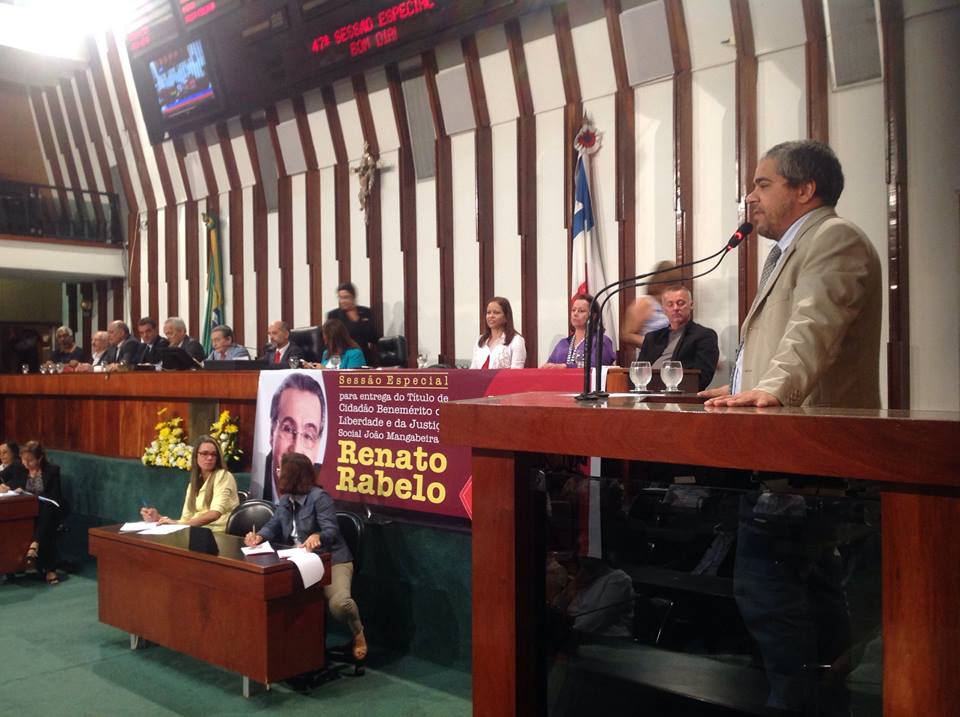 47ª SESSÃO ESPECIAL
BOM DIA!
Sessão Especial
para entrega do Título de
Cidadão Benemérito d
Liberdade e da Justiç
Social João Mangabeira
Renato
Rabelo